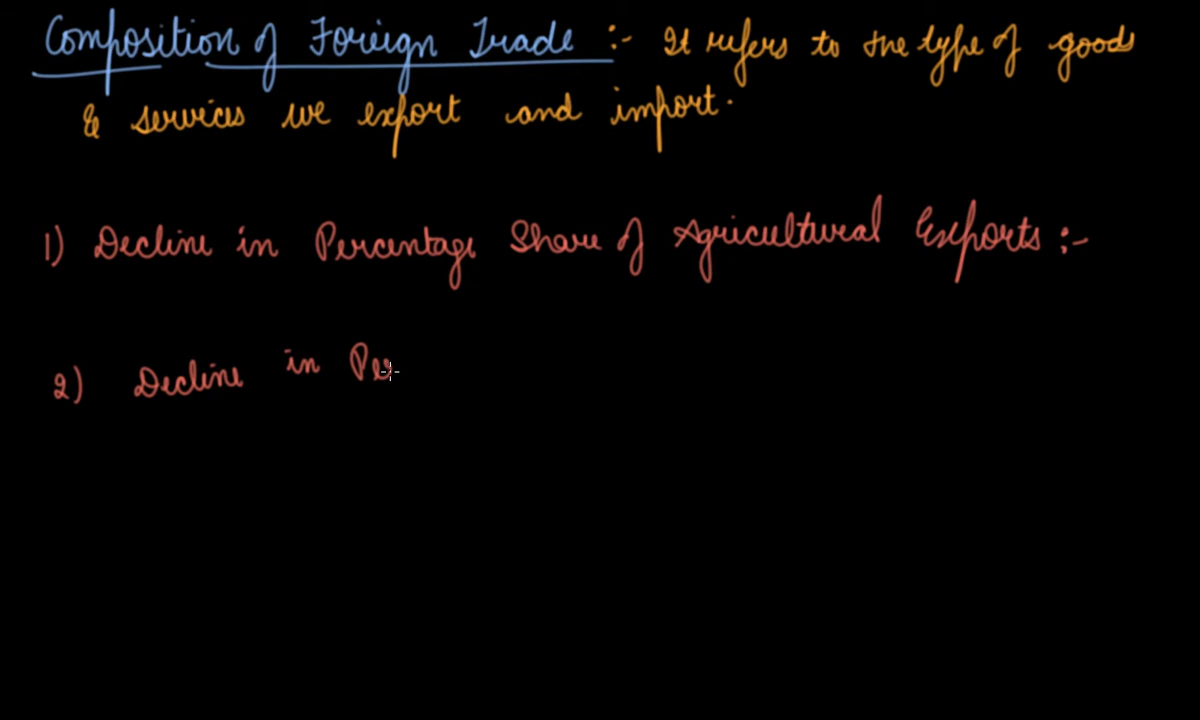 Composition of Foreign Trade :- It refers to the type of goods
& services we export and import.
1) Decline in Percentage Share of Agricultural Exports :-
2) Decline in Per